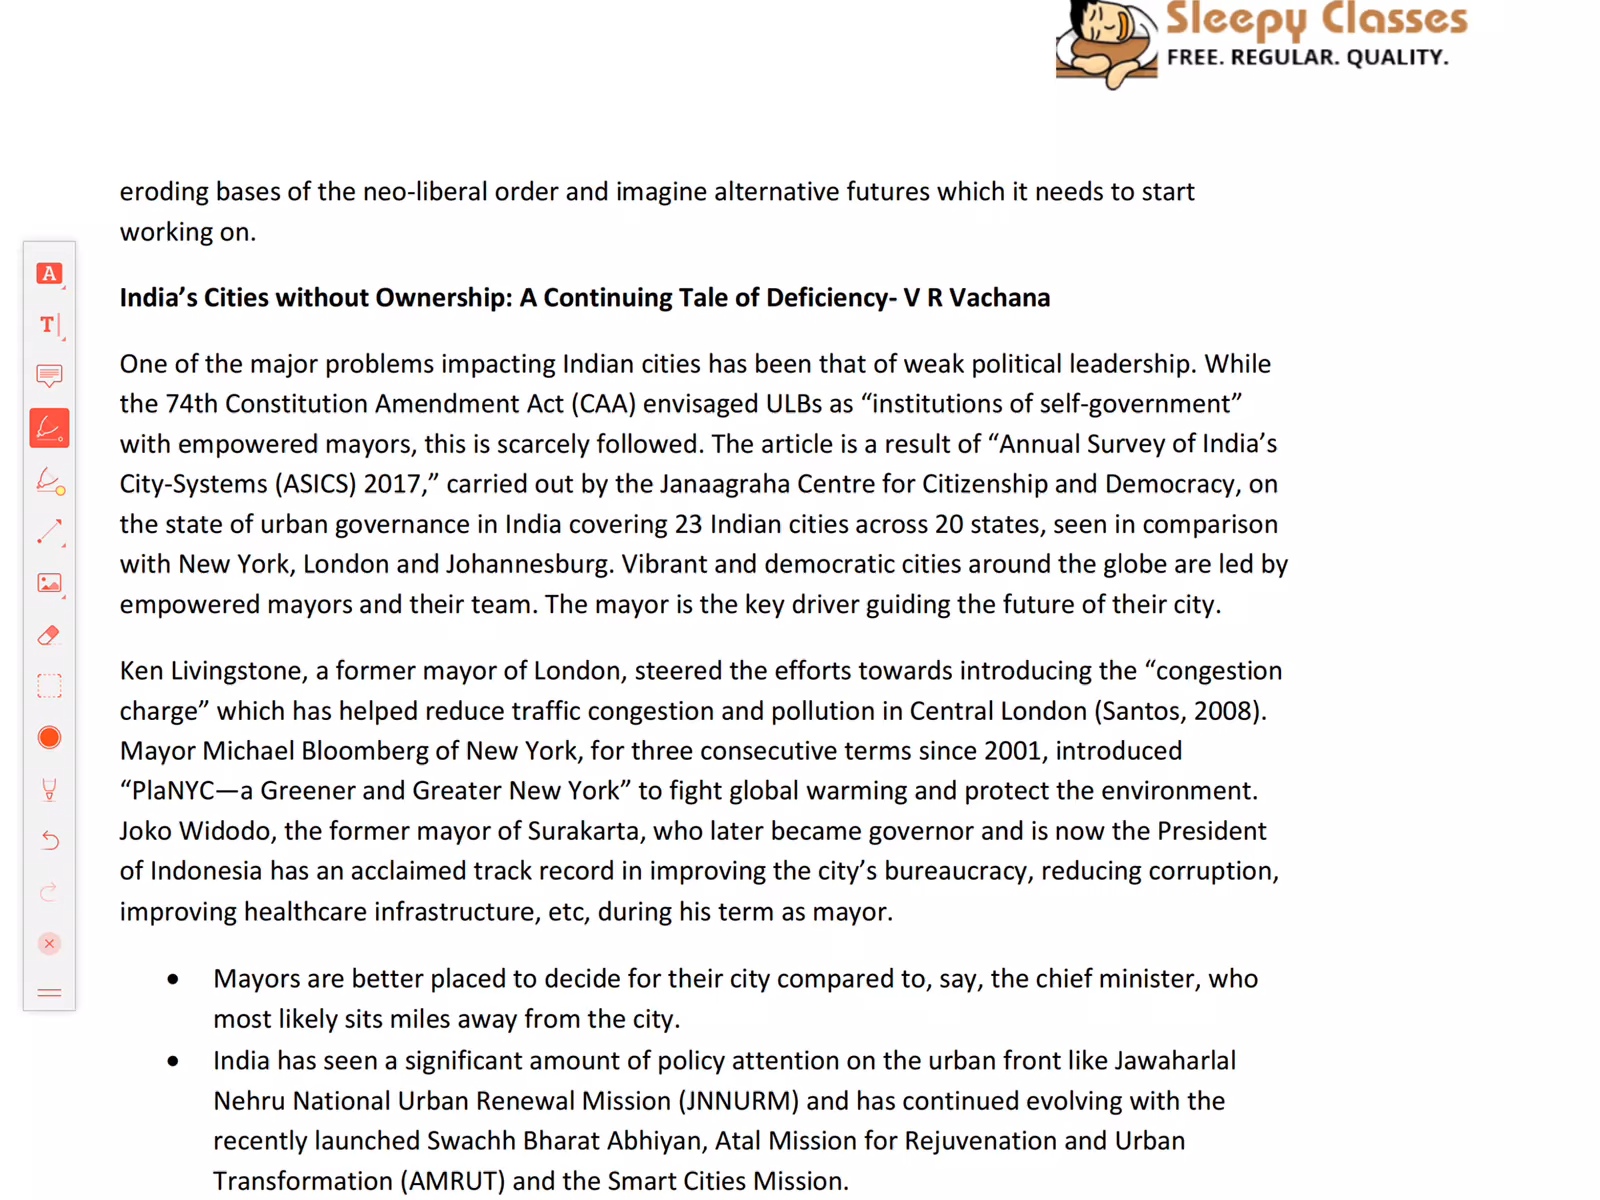 Sleepy Classes
FREE. REGULAR. QUALITY.
eroding bases of the neo-liberal order and imagine alternative futures which it needs to start
working on.
India’s Cities without Ownership: A Continuing Tale of Deficiency- V R Vachana
One of the major problems impacting Indian cities has been that of weak political leadership. While
the 74th Constitution Amendment Act (CAA) envisaged ULBs as “institutions of self-government”
with empowered mayors, this is scarcely followed. The article is a result of “Annual Survey of India’s
City-Systems (ASICS) 2017,” carried out by the Janaagraha Centre for Citizenship and Democracy, on
the state of urban governance in India covering 23 Indian cities across 20 states, seen in comparison
with New York, London and Johannesburg. Vibrant and democratic cities around the globe are led by
empowered mayors and their team. The mayor is the key driver guiding the future of their city.
Ken Livingstone, a former mayor of London, steered the efforts towards introducing the “congestion
charge” which has helped reduce traffic congestion and pollution in Central London (Santos, 2008).
Mayor Michael Bloomberg of New York, for three consecutive terms since 2001, introduced
“PlaNYC—a Greener and Greater New York” to fight global warming and protect the environment.
Joko Widodo, the former mayor of Surakarta, who later became governor and is now the President
of Indonesia has an acclaimed track record in improving the city’s bureaucracy, reducing corruption,
improving healthcare infrastructure, etc, during his term as mayor.
• Mayors are better placed to decide for their city compared to, say, the chief minister, who
most likely sits miles away from the city.
• India has seen a significant amount of policy attention on the urban front like Jawaharlal
Nehru National Urban Renewal Mission (JNNURM) and has continued evolving with the
recently launched Swachh Bharat Abhiyan, Atal Mission for Rejuvenation and Urban
Transformation (AMRUT) and the Smart Cities Mission.